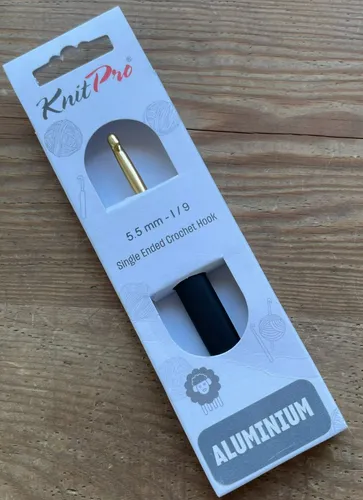 KnitPro®
5.5 mm - I / 9
Single Ended Crochet Hook
ALUMINIUM